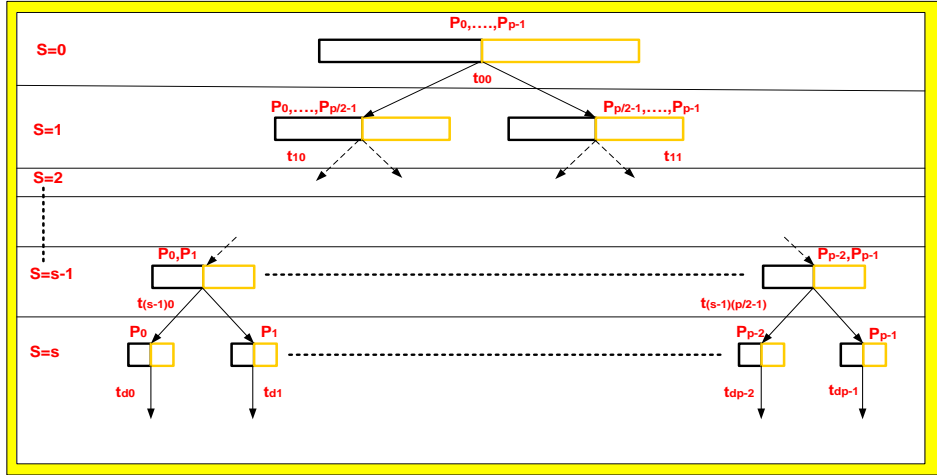 P0,....,Pp-1
S=0
t00
P0,....,Pp/2-1 Pp/2-1,....,Pp-1
S=1
t10 t11
S=2
P0,P1 Pp-2,Pp-1
S=s-1
t(s-1)0 t(s-1)(p/2-1)
P0 P1 Pp-2 Pp-1
S=s
td0 td1 tdp-2 tdp-1